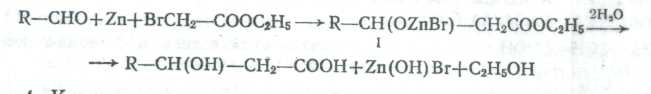 R—CHO+Zn+BrCH₂—COOC₂H₅ → R—CH(OZnBr)—CH₂COOC₂H₅ 2H₂O →
I
→ R—CH(OH)—CH₂—COOH+Zn(OH)Br+C₂H₅OH